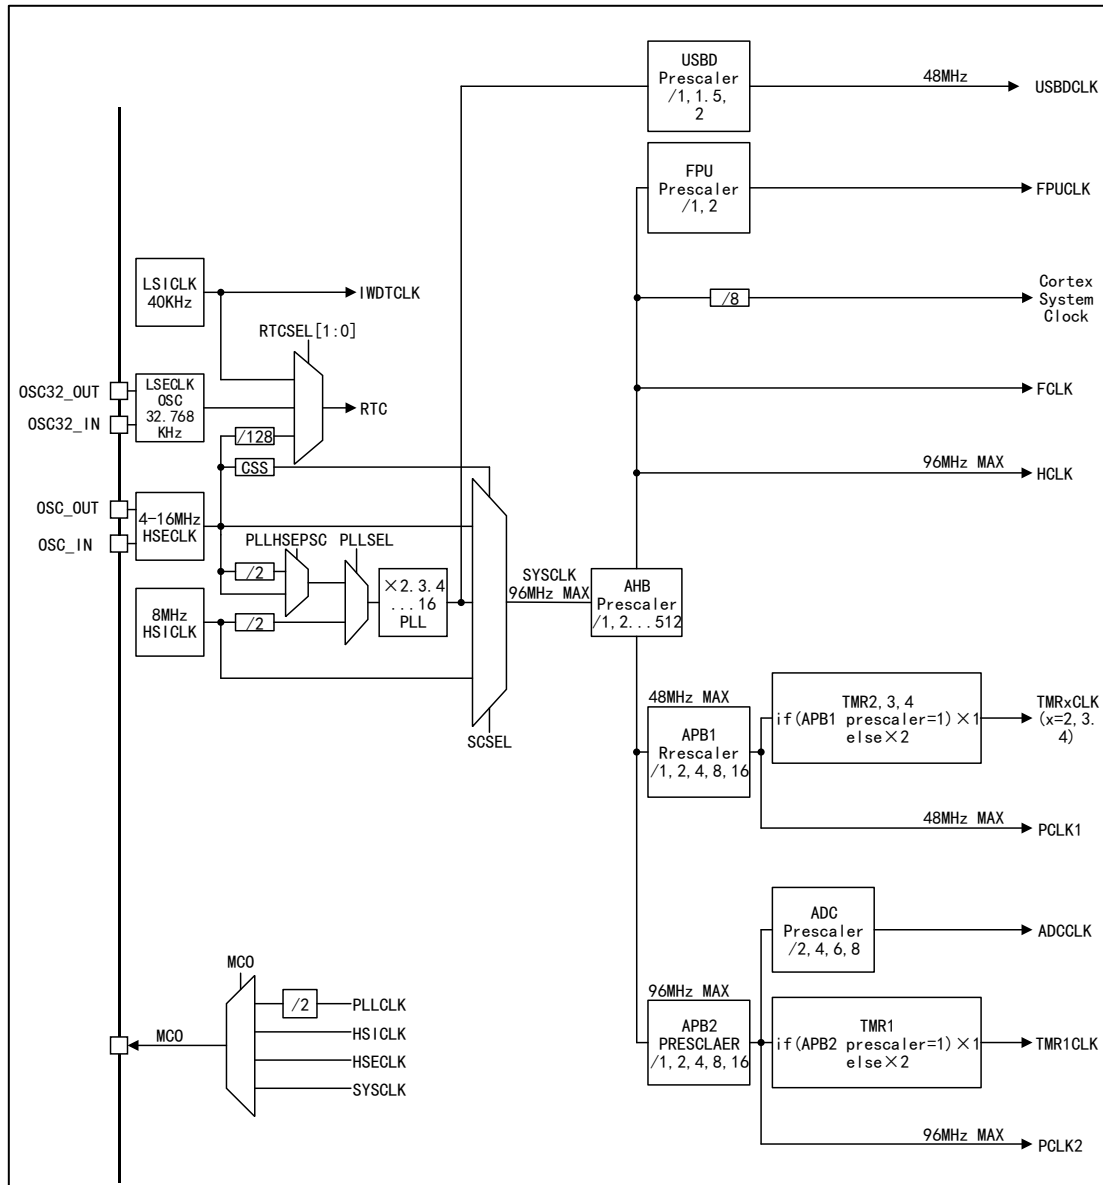 USBD
Prescaler
/1, 1.5,
2
48MHz
USBDCLK
FPU
Prescaler
/1, 2
FPUCLK
LSICLK
40KHz
IWDTCLK
/8
Cortex
System
Clock
RTCSEL[1:0]
OSC32_OUT
OSC32_IN
LSECLK
OSC
32.768
KHz
RTC
FCLK
/128
CSS
96MHz MAX
HCLK
OSC_OUT
OSC_IN
4-16MHz
HSECLK
PLLHSEPSC
PLLSEL
/2
×2.3.4
...16
PLL
SYSCLK
96MHz MAX
AHB
Prescaler
/1, 2...512
8MHz
HSICLK
/2
SCSEL
48MHz MAX
APB1
Rrescaler
/1, 2, 4, 8, 16
TMR2, 3, 4
if(APB1 prescaler=1)×1
else×2
TMRxCLK
(x=2, 3.
4)
48MHz MAX
PCLK1
ADC
Prescaler
/2, 4, 6, 8
ADCCLK
MCO
/2
PLLCLK
HSICLK
HSECLK
SYSCLK
MCO
96MHz MAX
APB2
PRESCLAER
/1, 2, 4, 8, 16
TMR1
if(APB2 prescaler=1)×1
else×2
TMR1CLK
96MHz MAX
PCLK2